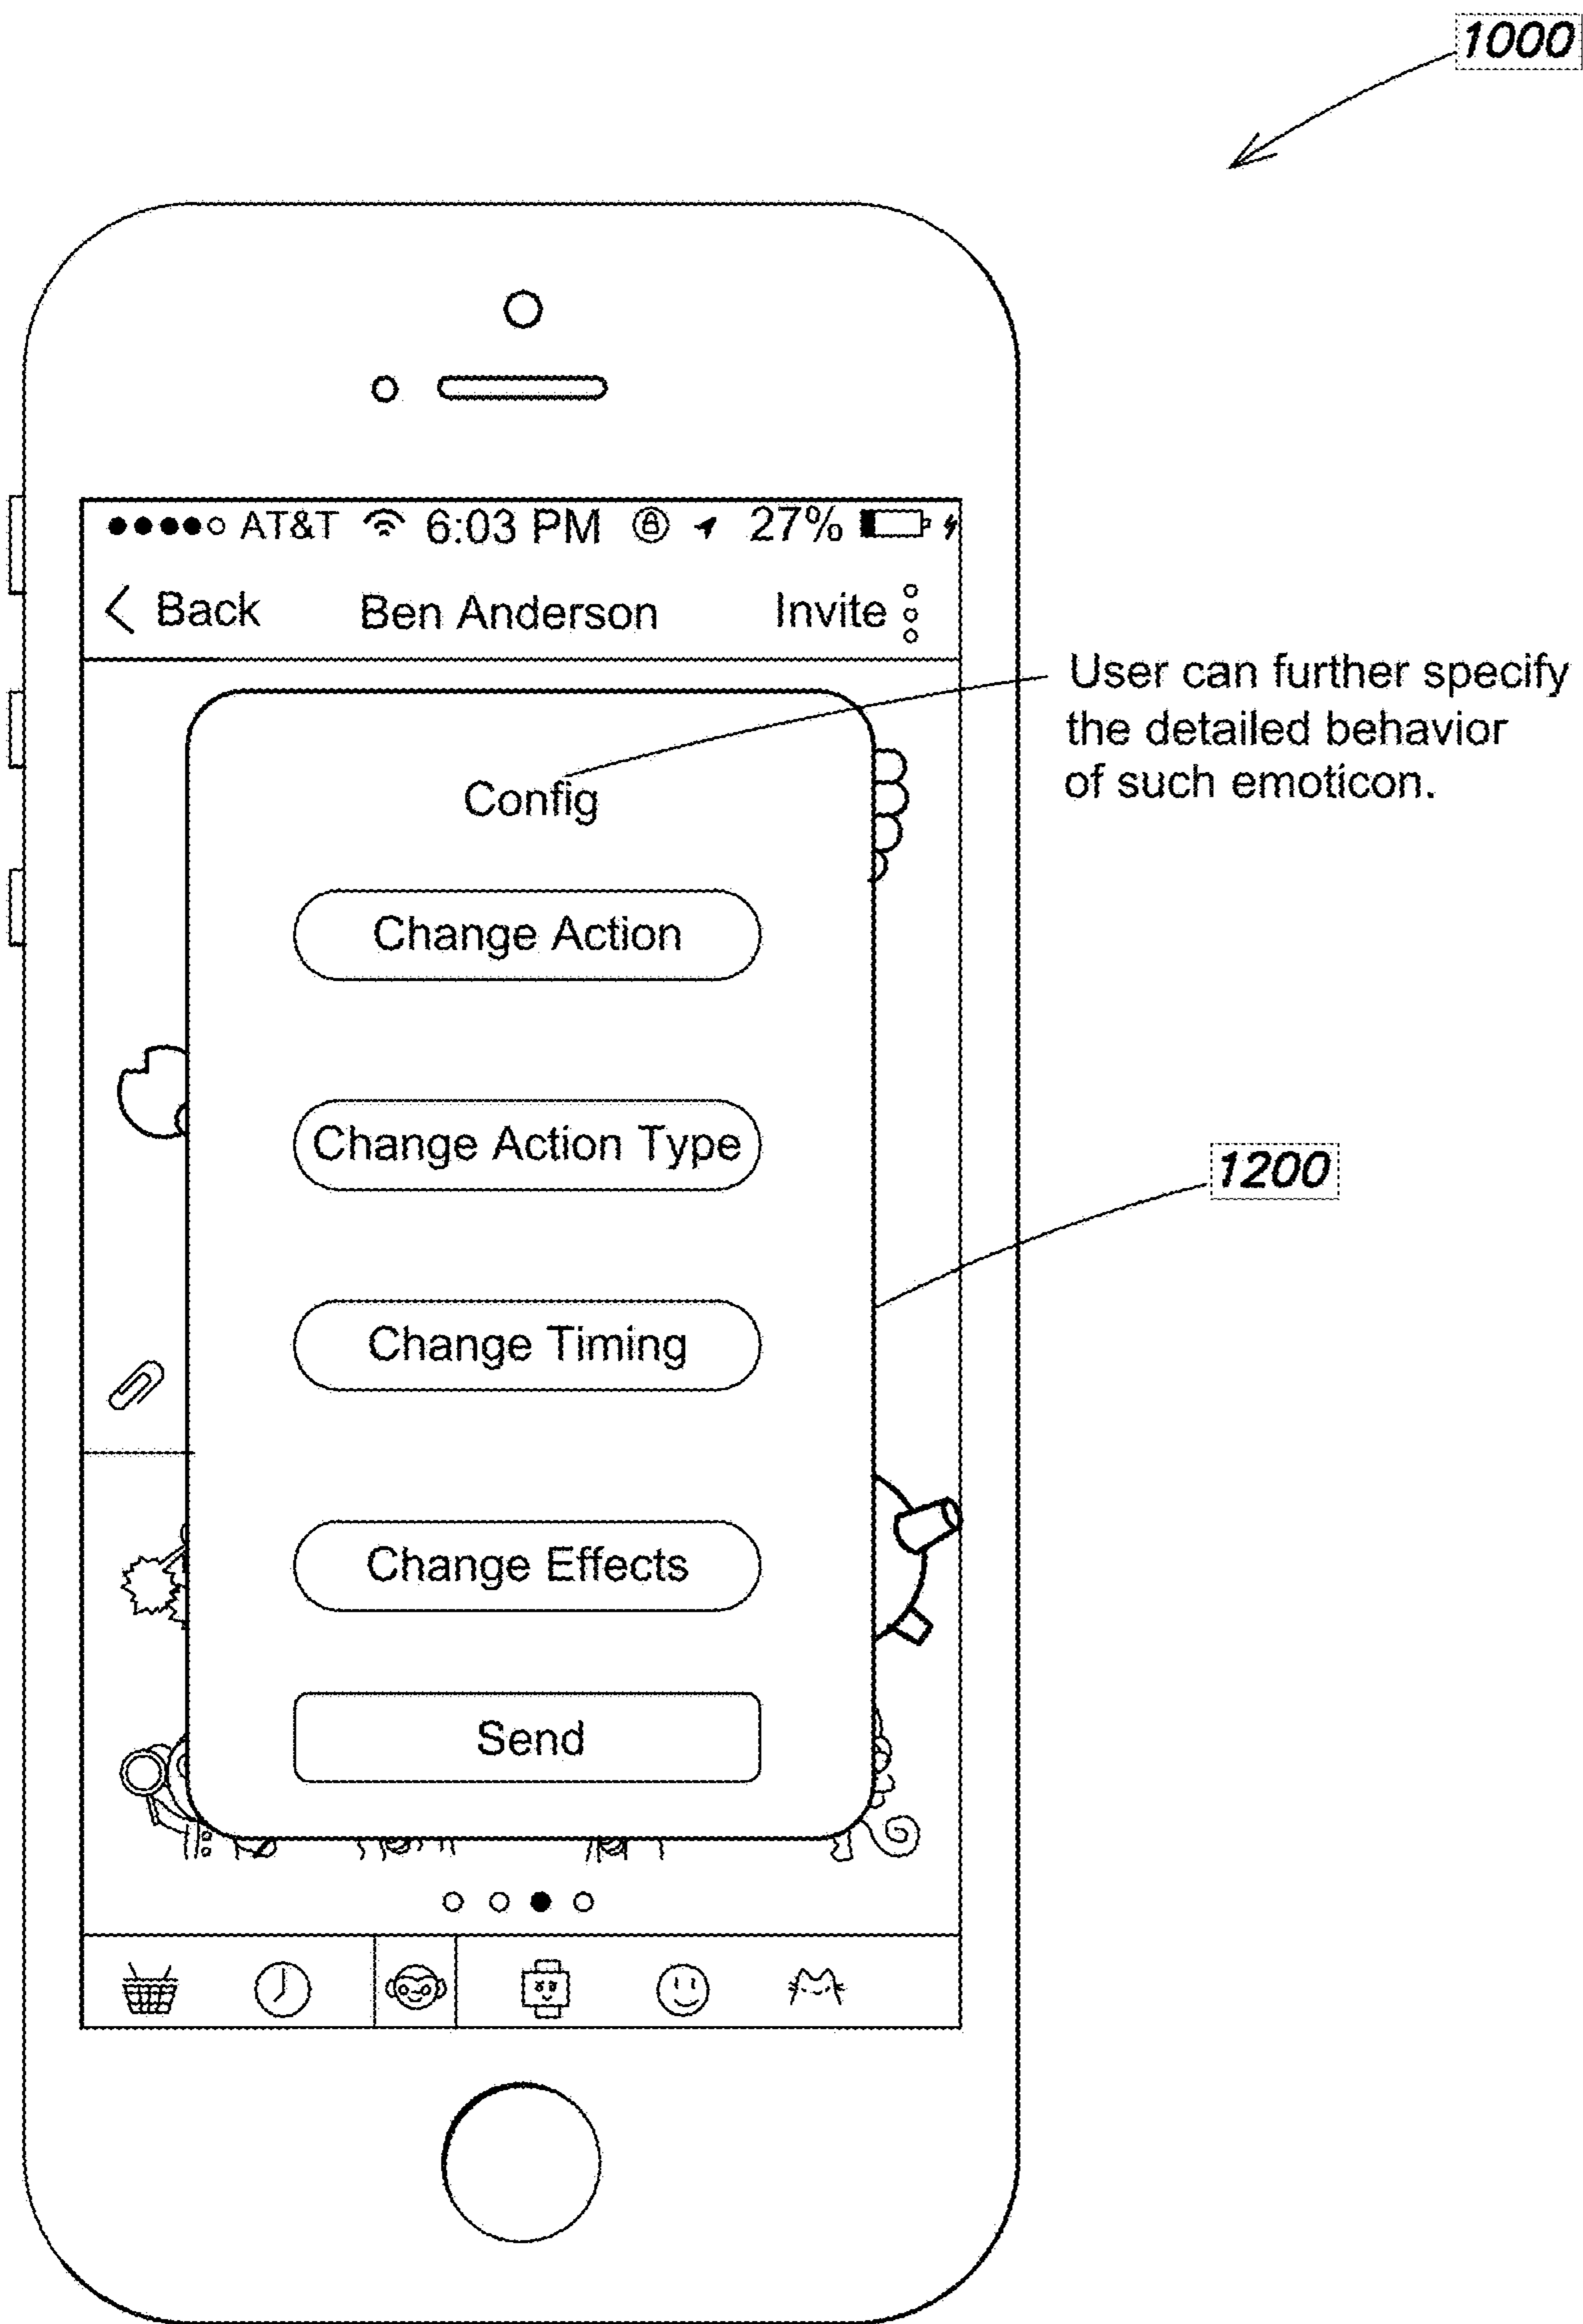 1000
AT&T 6:03 PM 27%
Back Ben Anderson Invite
User can further specify
the detailed behavior
of such emoticon.
Config
Change Action
Change Action Type
1200
Change Timing
Change Effects
Send